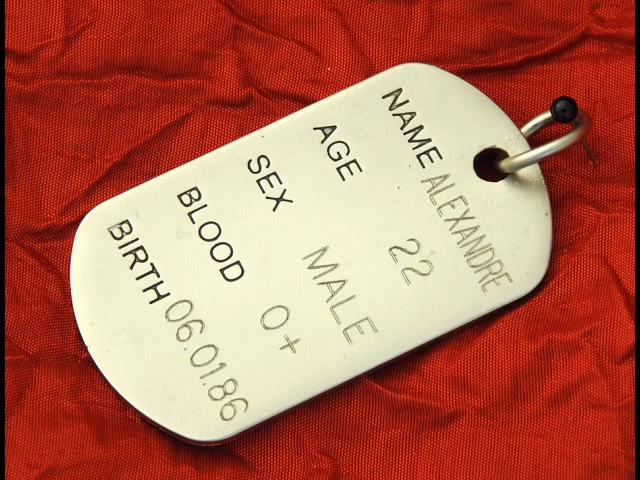 NAME ALEXANDRE
AGE 22
SEX MALE
BLOOD O+
BIRTH 06.01.86